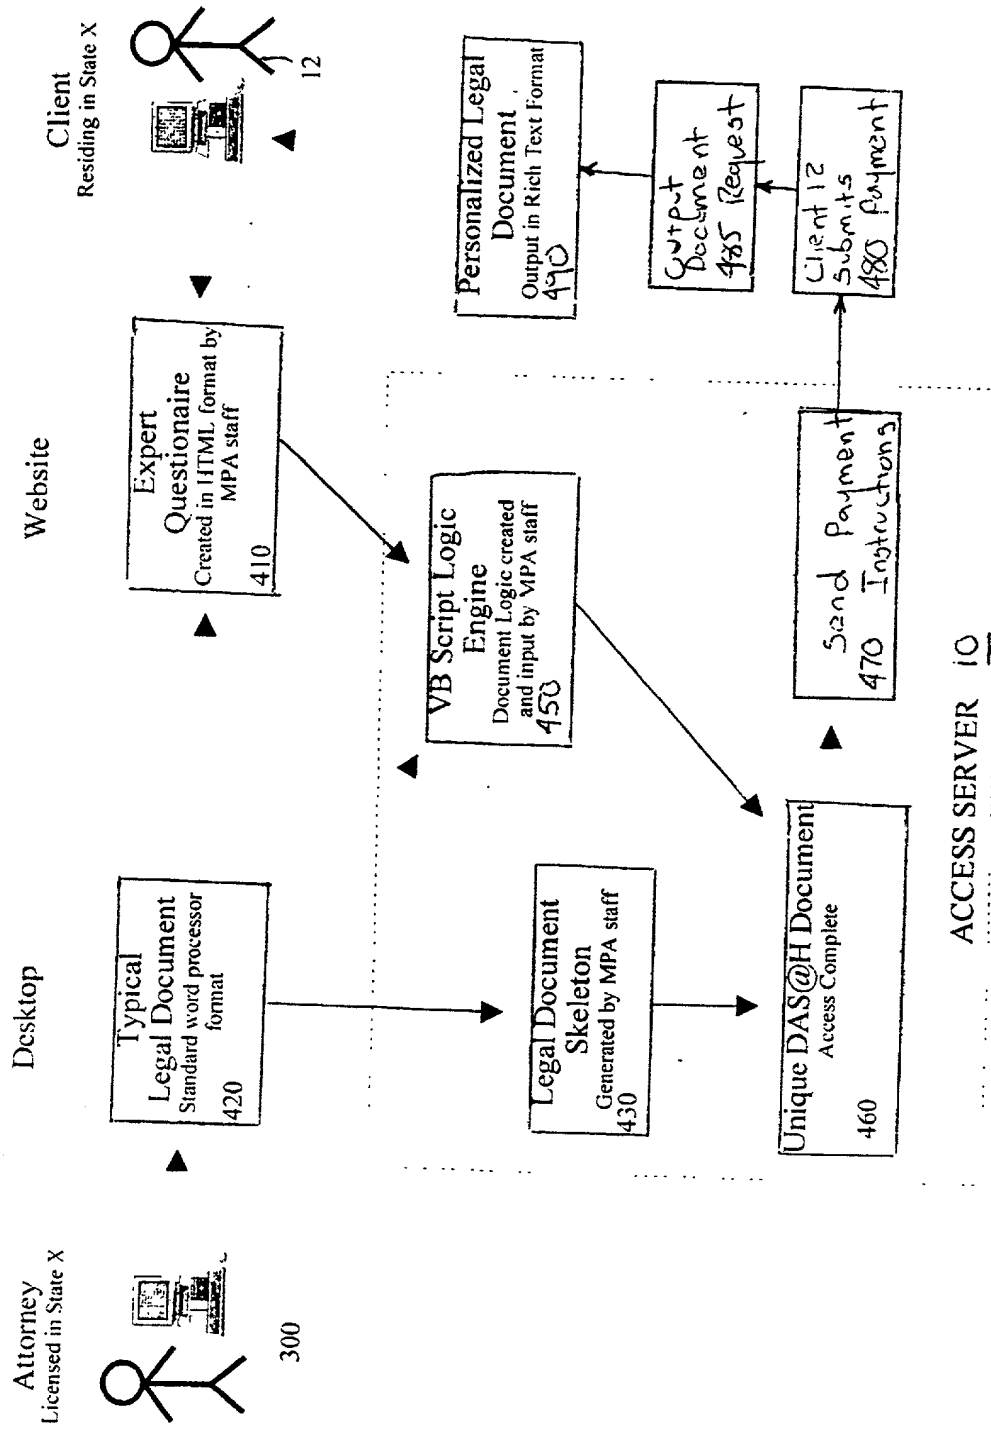 Attorney
Licensed in State X
300
Desktop
Typical
Legal Document
Standard word processor
format
420
Website
Expert
Questionaire
Created in HTML format by
MPA staff
410
Client
Residing in State X
12
Legal Document
Skeleton
Generated by MPA staff
430
VB Script Logic
Engine
Document Logic created
and input by MPA staff
450
Personalized Legal
Document
Output in Rich Text Format
490
Output
Document
485 Request
Unique DAS@H Document
Access Complete
460
Send Payment
470 Instructions
Client 12
Submits
480 Payment
ACCESS SERVER 10